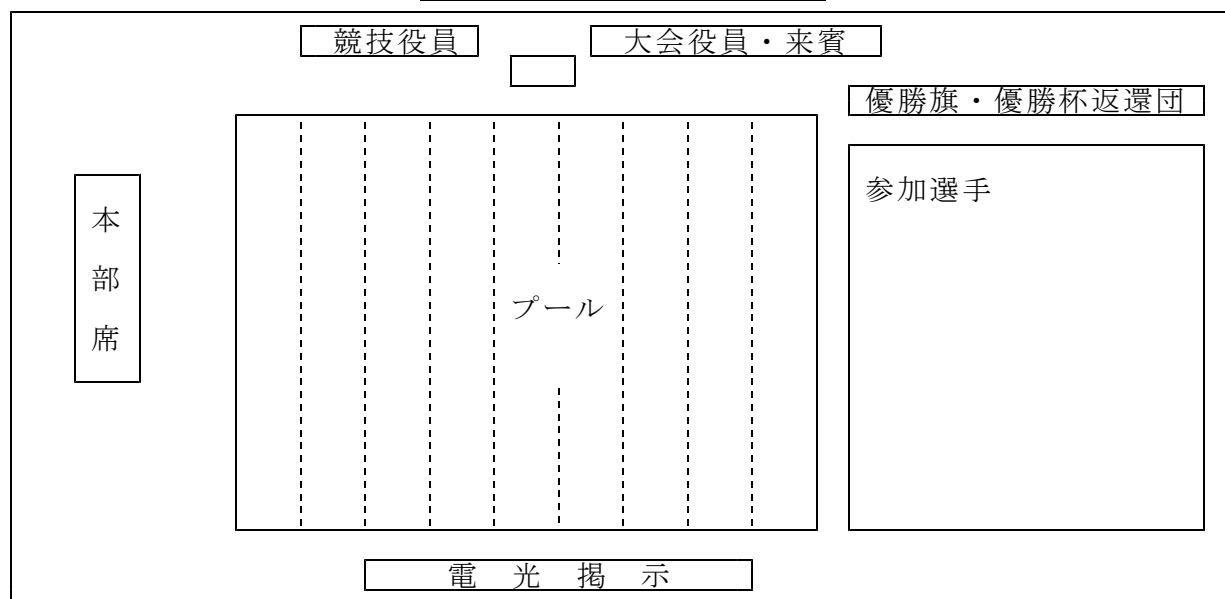 競技役員
大会役員・来賓
優勝旗・優勝杯返還団
参加選手
本部席
プール
電光掲示